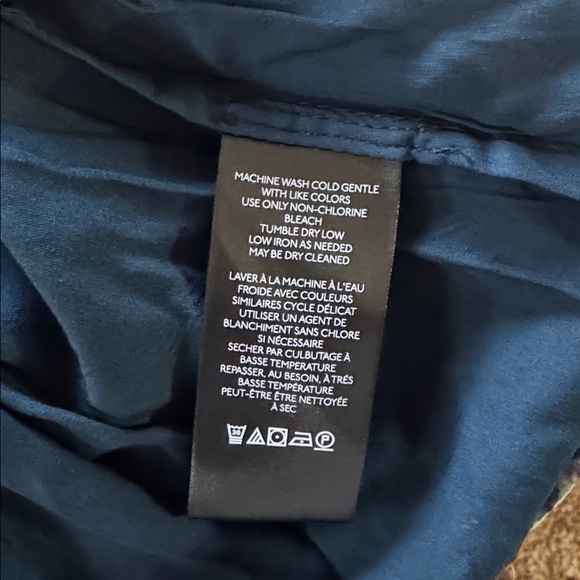 MACHINE WASH COLD GENTLE
WITH LIKE COLORS
USE ONLY NON-CHLORINE
BLEACH
TUMBLE DRY LOW
LOW IRON AS NEEDED
MAY BE DRY CLEANED
LAVER À LA MACHINE À L'EAU
FROIDE AVEC COULEURS
SIMILAIRES CYCLE DÉLICAT
UTILISER UN AGENT DE
BLANCHIMENT SANS CHLORE
SI NÉCESSAIRE
SECHER PAR CULBUTAGE À
BASSE TEMPÉRATURE
REPASSER, AU BESOIN, À TRÉS
BASSE TEMPÉRATURE
PEUT-ÊTRE ÊTRE NETTOYÉE
À SEC
30 P